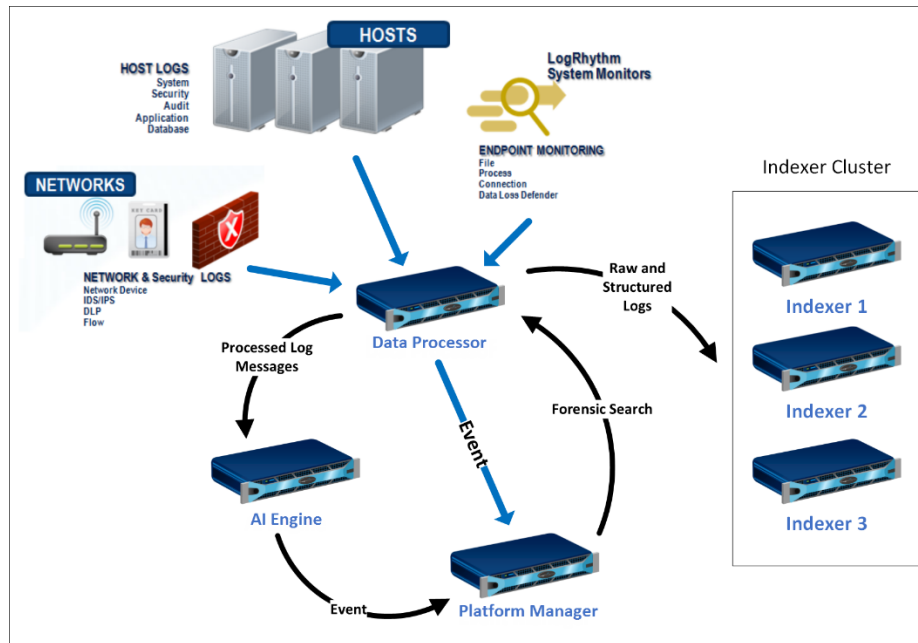 HOSTS
HOST LOGS
System
Security
Audit
Application
Database
LogRhythm
System Monitors
ENDPOINT MONITORING
File
Process
Connection
Data Loss Defender
NETWORKS
KEY CARD
NETWORK & Security LOGS
Network Device
IDS/IPS
DLP
Flow
Data Processor
Raw and
Structured
Logs
Processed Log
Messages
Event
Forensic Search
AI Engine
Event
Platform Manager
Indexer Cluster
Indexer 1
Indexer 2
Indexer 3